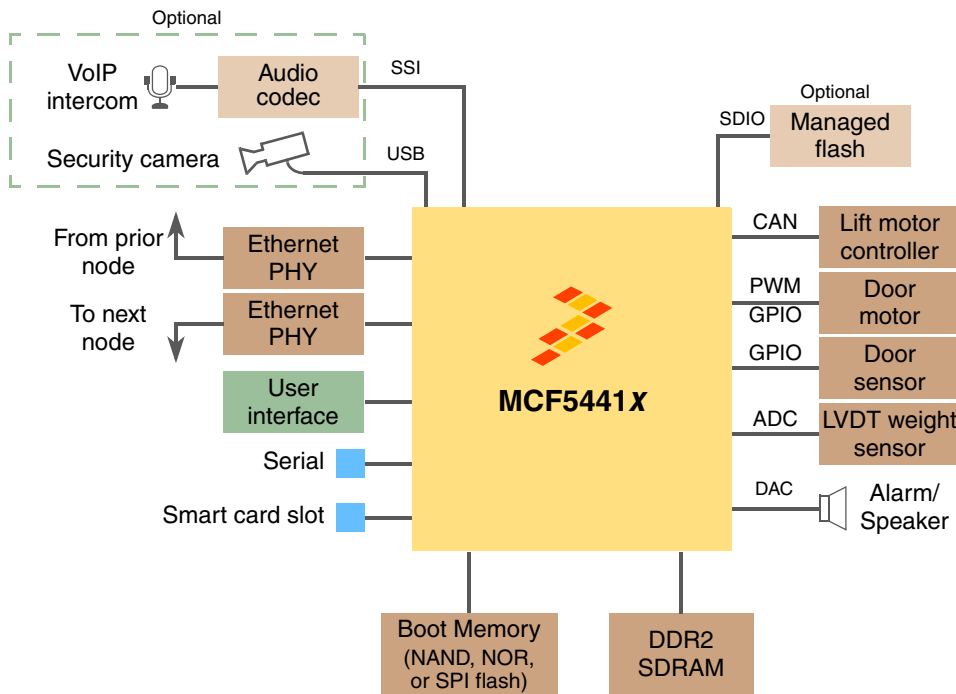 Optional
VoIP
intercom
Audio
codec
SSI
Security camera
USB
Optional
SDIO
Managed
flash
From prior
node
Ethernet
PHY
To next
node
Ethernet
PHY
User
interface
Serial
Smart card slot
MCF5441x
CAN
Lift motor
controller
PWM
GPIO
Door
motor
GPIO
Door
sensor
ADC
LVDT weight
sensor
DAC
Alarm/
Speaker
Boot Memory
(NAND, NOR,
or SPI flash)
DDR2
SDRAM